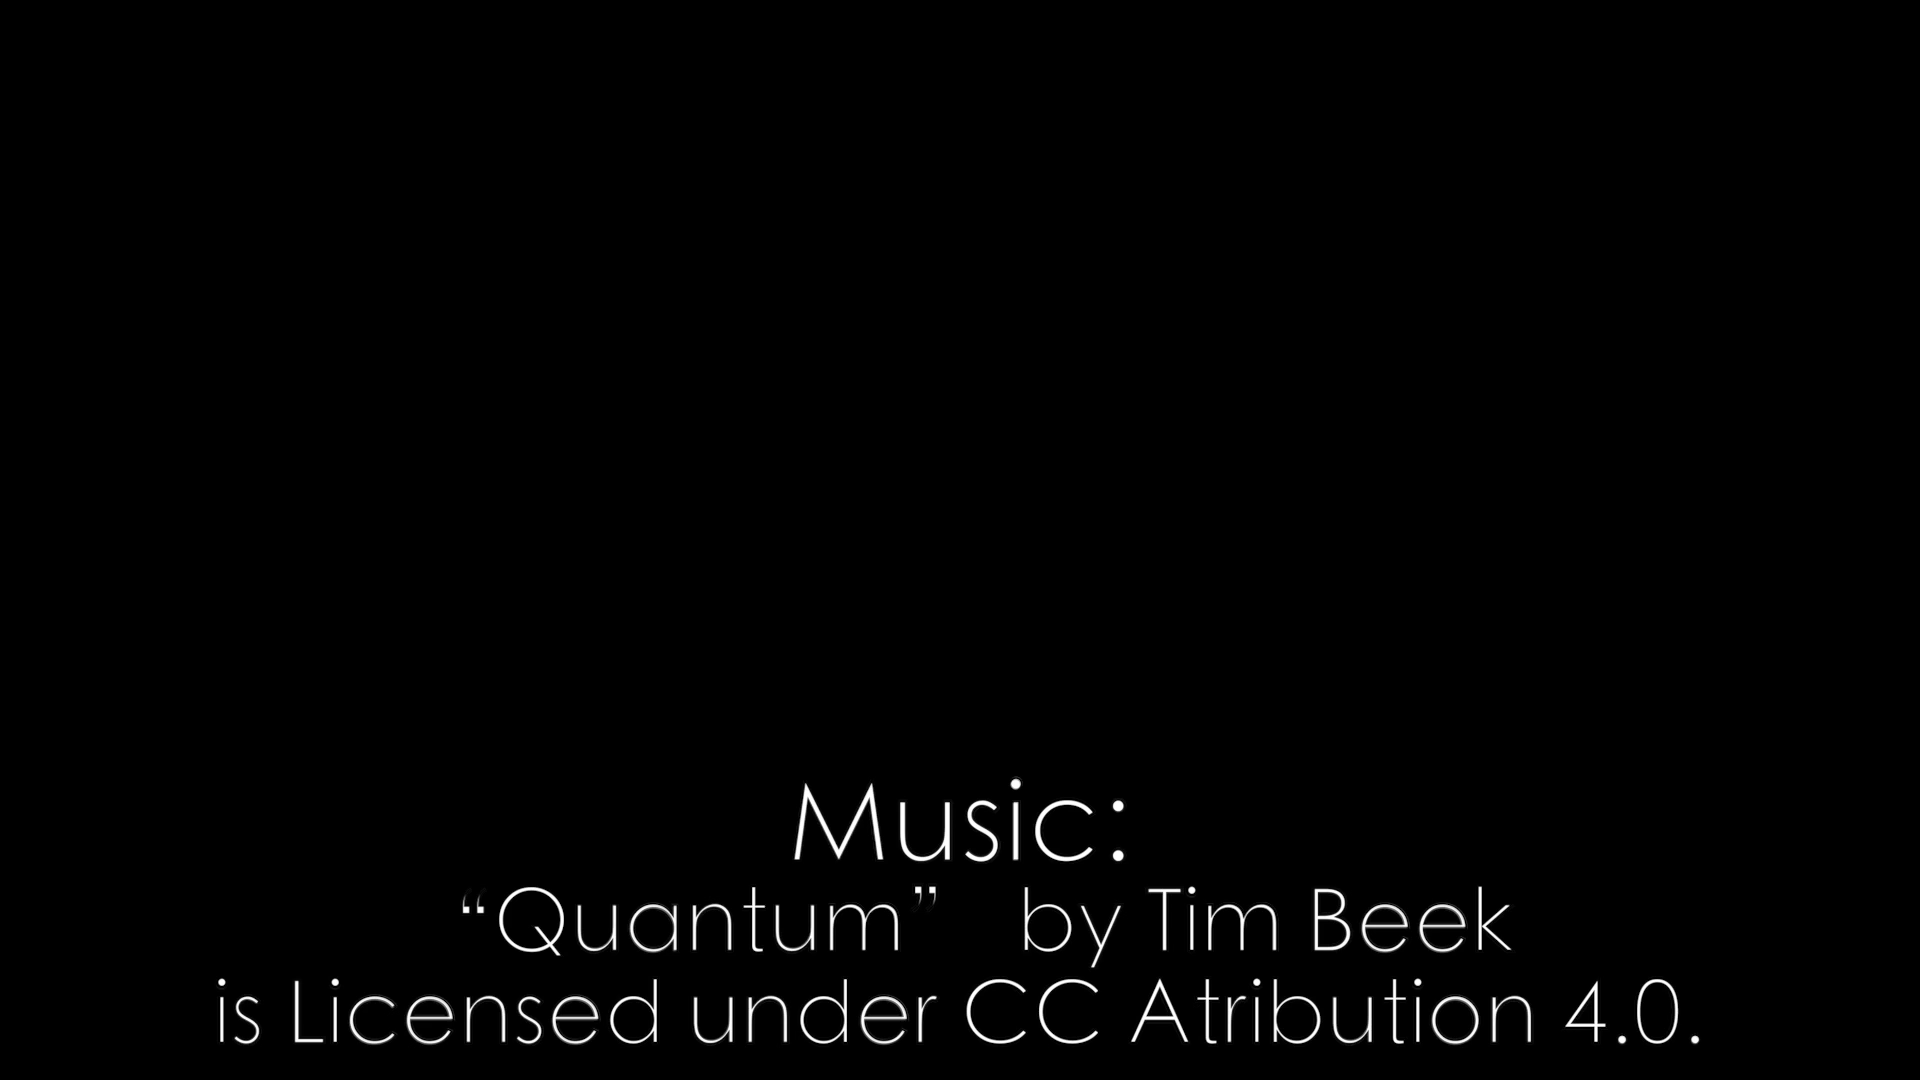 Music:
“Quantum” by Tim Beek
is Licensed under CC Atribution 4.0.